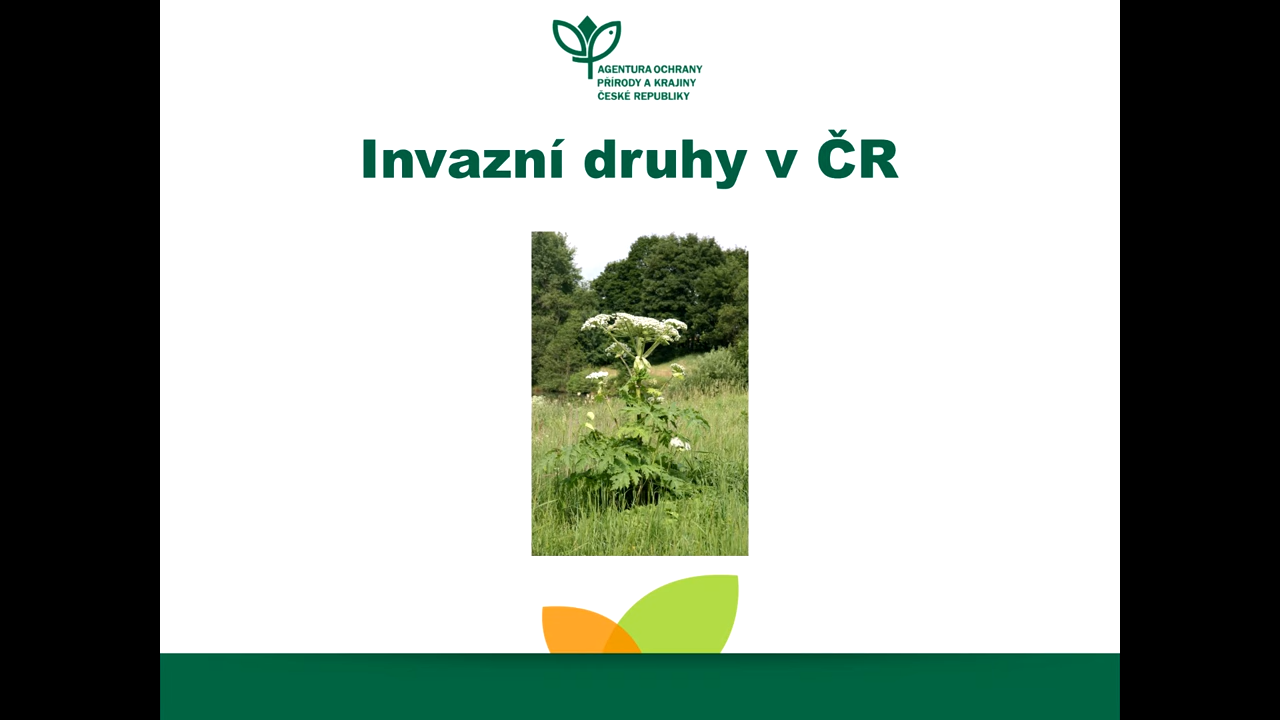 AGENTURA OCHRANY
PŘÍRODY A KRAJINY
ČESKÉ REPUBLIKY
Invazní druhy v ČR